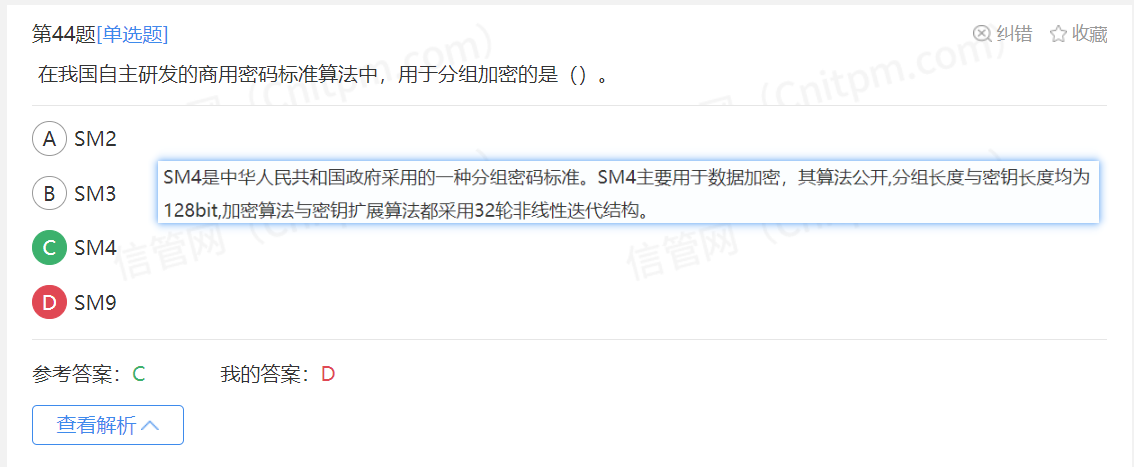 第44题[单选题] 纠错 收藏
在我国自主研发的商用密码标准算法中，用于分组加密的是（）。
A SM2
B SM3
SM4是中华人民共和国政府采用的一种分组密码标准。SM4主要用于数据加密，其算法公开,分组长度与密钥长度均为
128bit,加密算法与密钥扩展算法都采用32轮非线性迭代结构。
C SM4
D SM9
参考答案：C 我的答案：D
查看解析
信管网（Cnitpm.com）
信管网（Cnitpm.com）